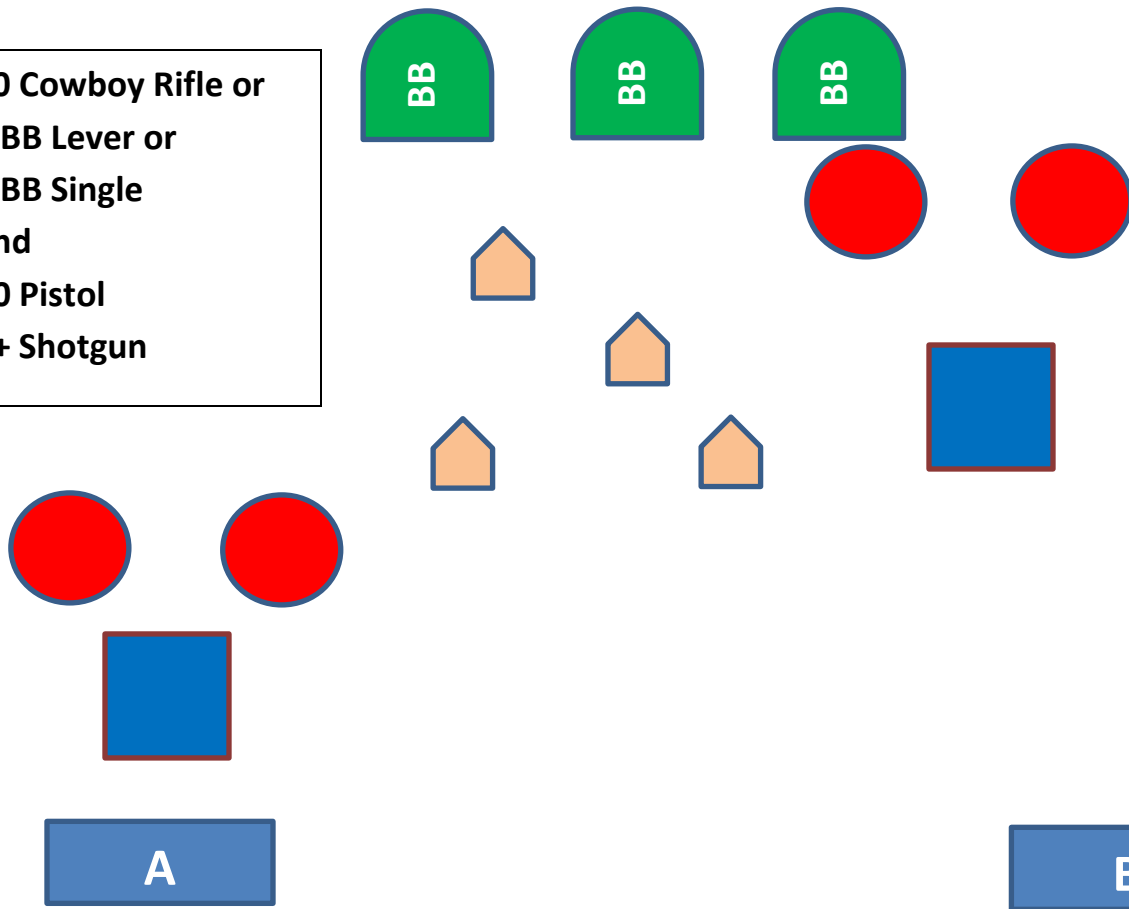 0 Cowboy Rifle or
BB Lever or
BB Single
nd
0 Pistol
+ Shotgun
BB BB BB
A